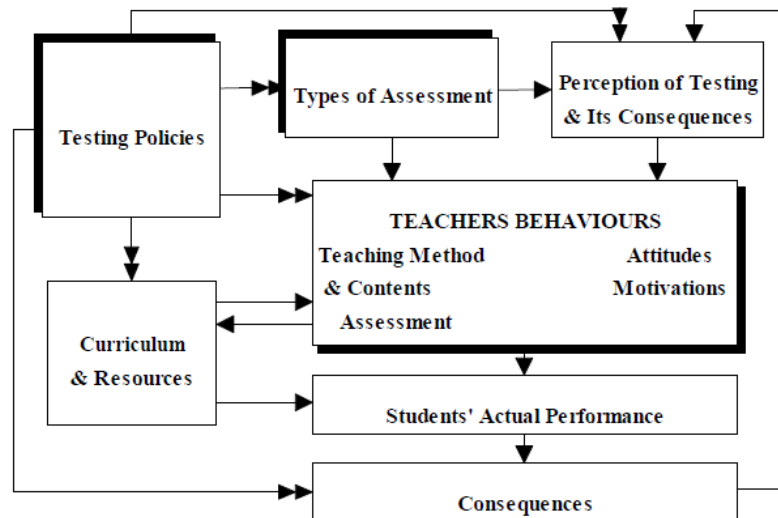 Testing Policies
Types of Assessment
Perception of Testing
& Its Consequences
TEACHERS BEHAVIOURS
Teaching Method
& Contents
Assessment
Attitudes
Motivations
Curriculum
& Resources
Students' Actual Performance
Consequences